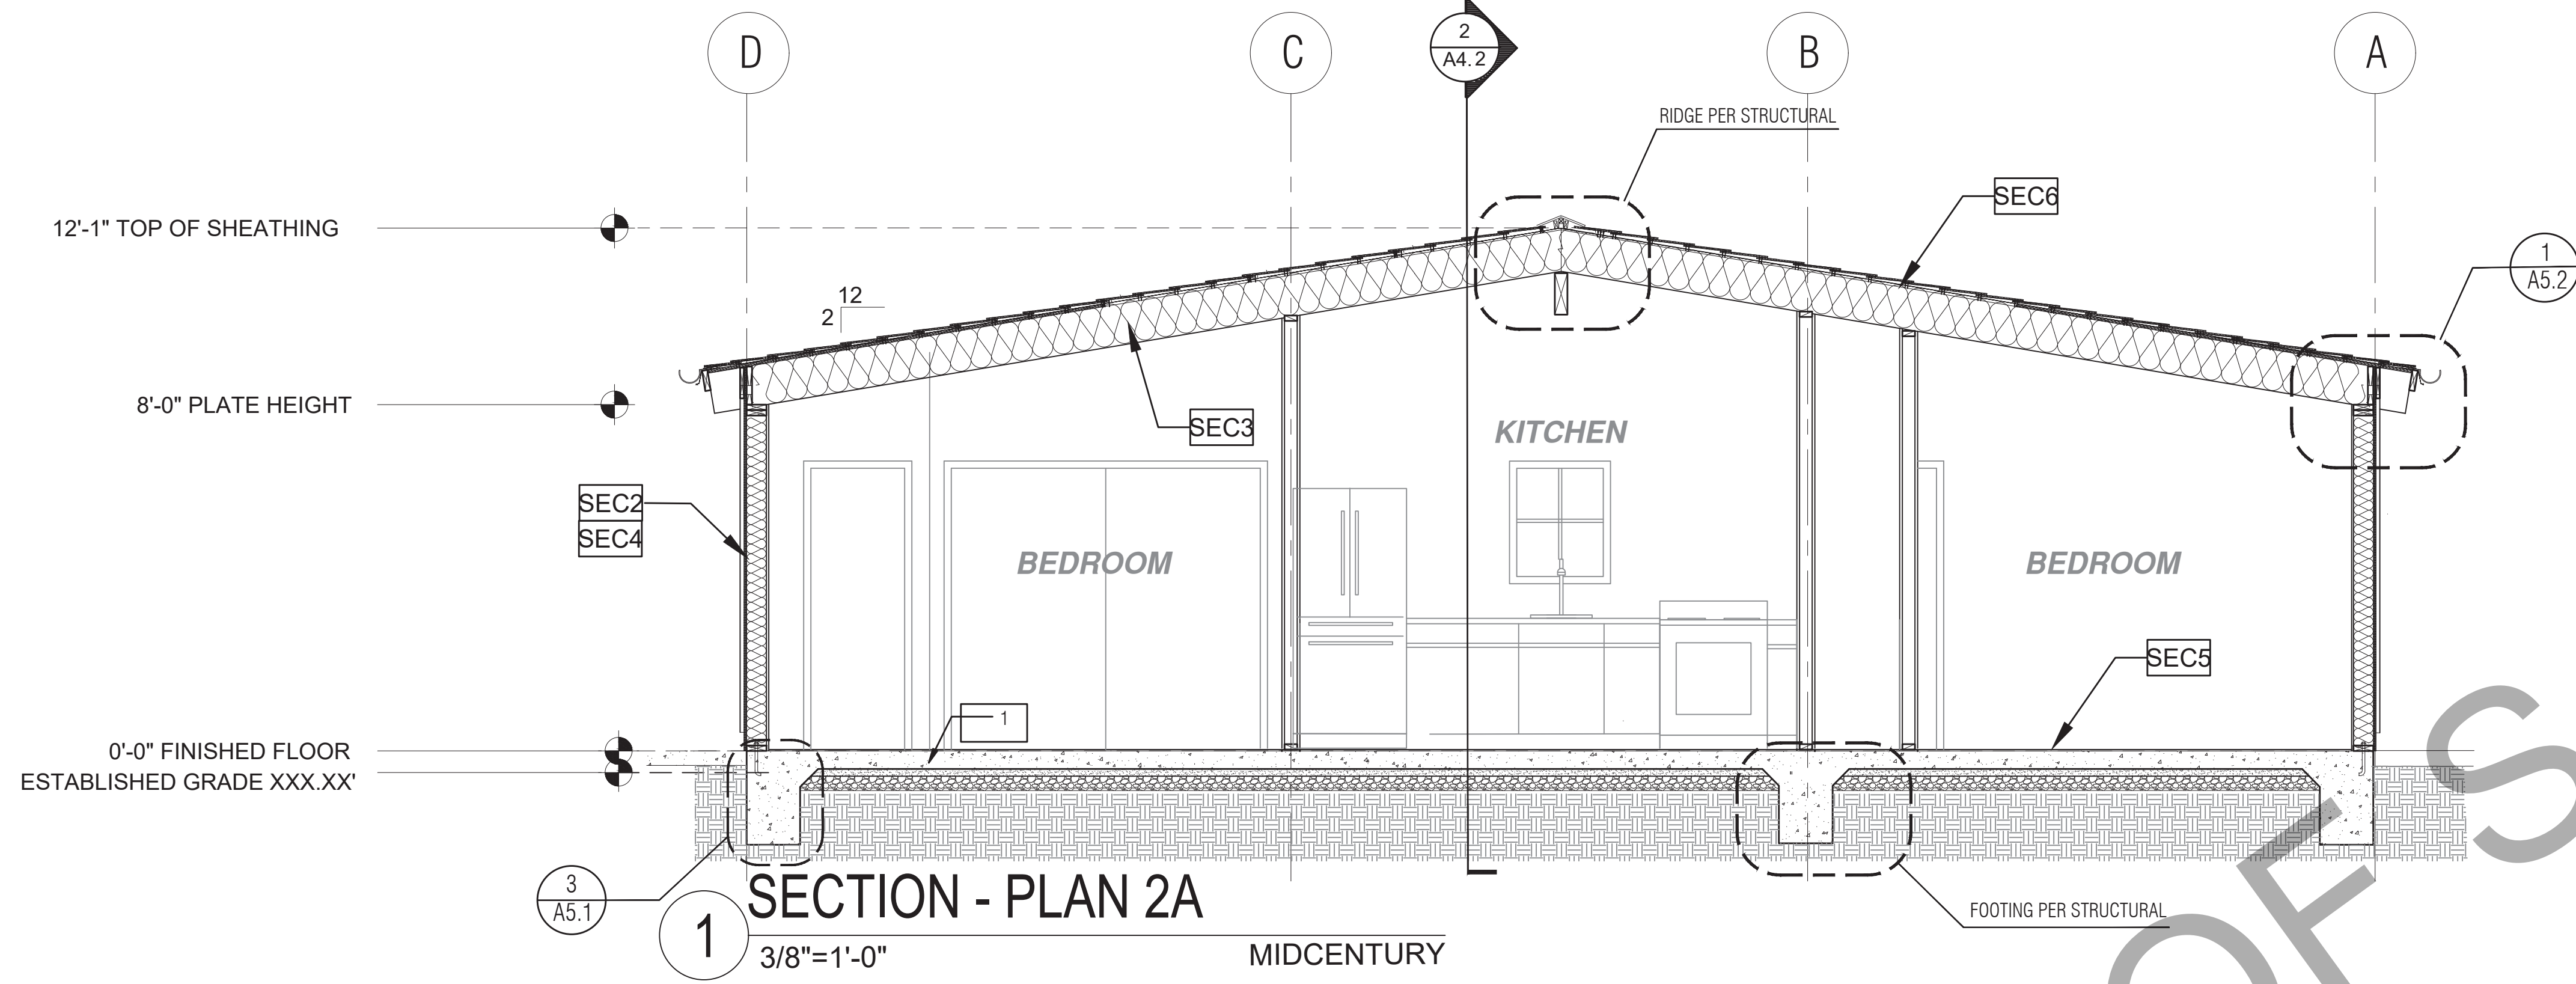 D
C
2
A4.2
B
A
RIDGE PER STRUCTURAL
SEC6
12'-1" TOP OF SHEATHING
1
A5.2
12
2
8'-0" PLATE HEIGHT
SEC3
KITCHEN
SEC2
SEC4
BEDROOM
BEDROOM
SEC5
1
0'-0" FINISHED FLOOR
ESTABLISHED GRADE XXX.XX'
3
A5.1
1
SECTION - PLAN 2A
3/8"=1'-0"
MIDCENTURY
FOOTING PER STRUCTURAL
OF S